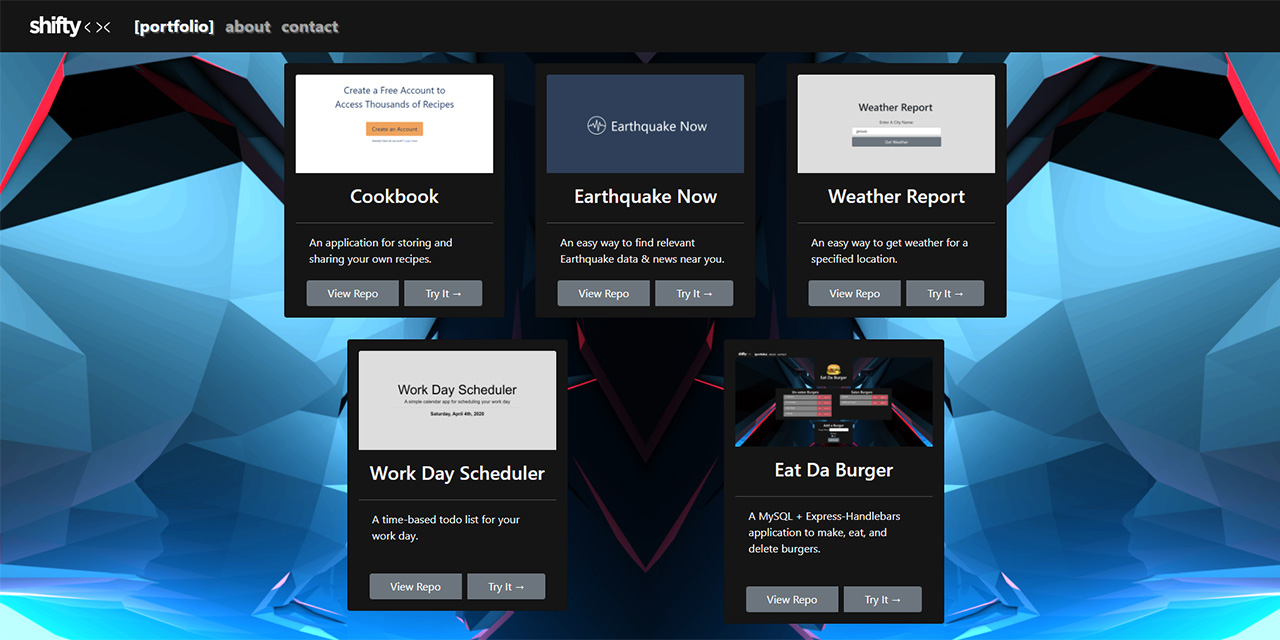 shifty < ><
[portfolio] about contact
Create a Free Account to
Access Thousands of Recipes
Create an Account
Cookbook
An application for storing and
sharing your own recipes.
View Repo
Try It →
Earthquake Now
Earthquake Now
An easy way to find relevant
Earthquake data & news near you.
View Repo
Try It →
Weather Report
Enter A City Name:
Get Weather
Weather Report
An easy way to get weather for a
specified location.
View Repo
Try It →
Work Day Scheduler
A simple calendar app for scheduling your work day
Saturday, April 4th, 2020
Work Day Scheduler
A time-based todo list for your
work day.
View Repo
Try It →
shifty
[portfolio] about contact
Eat Da Burger
Add a Burger
Eat Da Burger
A MySQL + Express-Handlebars
application to make, eat, and
delete burgers.
View Repo
Try It →